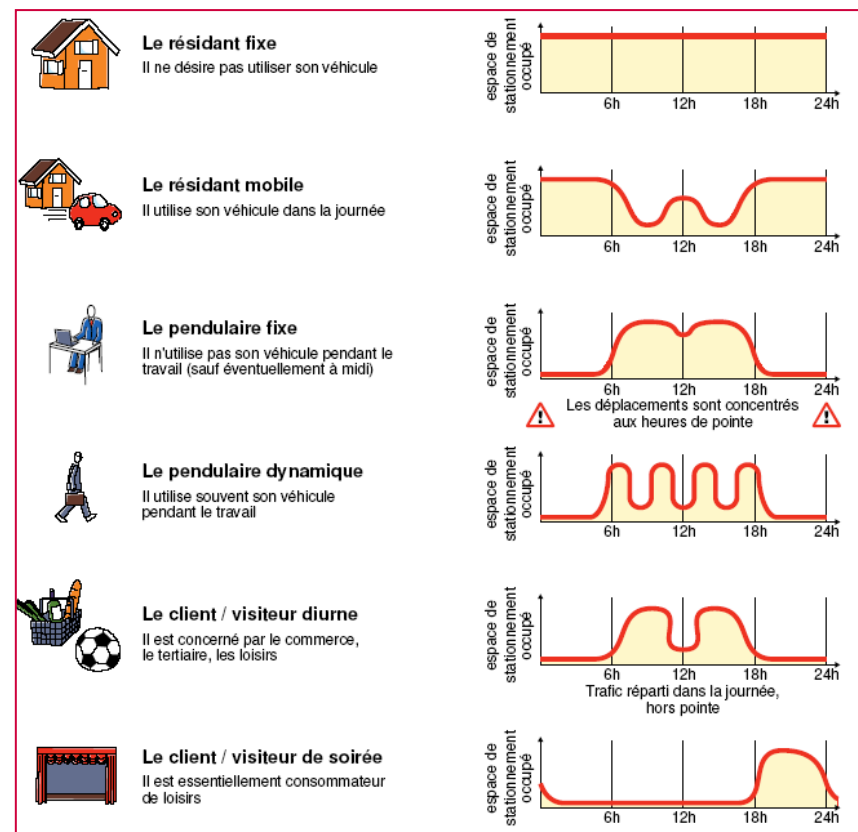 Le résidant fixe
Il ne désire pas utiliser son véhicule
espace de
stationnement
occupé
6h 12h 18h 24h
Le résidant mobile
Il utilise son véhicule dans la journée
espace de
stationnement
occupé
6h 12h 18h 24h
Le pendulaire fixe
Il n'utilise pas son véhicule pendant le
travail (sauf éventuellement à midi)
espace de
stationnement
occupé
6h 12h 18h 24h
Les déplacements sont concentrés
aux heures de pointe
Le pendulaire dynamique
Il utilise souvent son véhicule
pendant le travail
espace de
stationnement
occupé
6h 12h 18h 24h
Le client / visiteur diurne
Il est concerné par le commerce,
le tertiaire, les loisirs
espace de
stationnement
occupé
6h 12h 18h 24h
Trafic réparti dans la journée,
hors pointe
Le client / visiteur de soirée
Il est essentiellement consommateur
de loisirs
espace de
stationnement
occupé
6h 12h 18h 24h